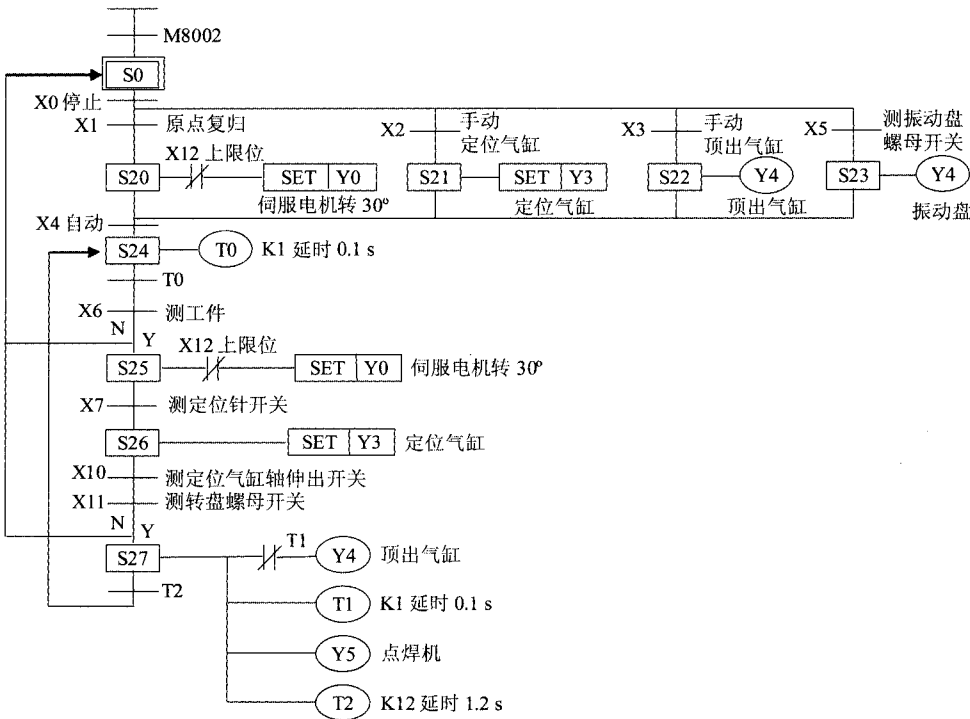 M8002
S0
X0 停止
X1 原点复归
X2 手动
定位气缸
X3 手动
顶出气缸
X5 测振动盘
螺母开关
X12 上限位
S20 SET Y0
伺服电机转 30º
S21 SET Y3
定位气缸
S22 Y4
顶出气缸
S23 Y4
振动盘
X4 自动
S24 T0 K1 延时 0.1 s
T0
X6 测工件
N Y
X12 上限位
S25 SET Y0 伺服电机转 30º
X7 测定位针开关
S26 SET Y3 定位气缸
X10 测定位气缸轴伸出开关
X11 测转盘螺母开关
N Y
S27 T1 Y4 顶出气缸
T2
T1 K1 延时 0.1 s
Y5 点焊机
T2 K12 延时 1.2 s